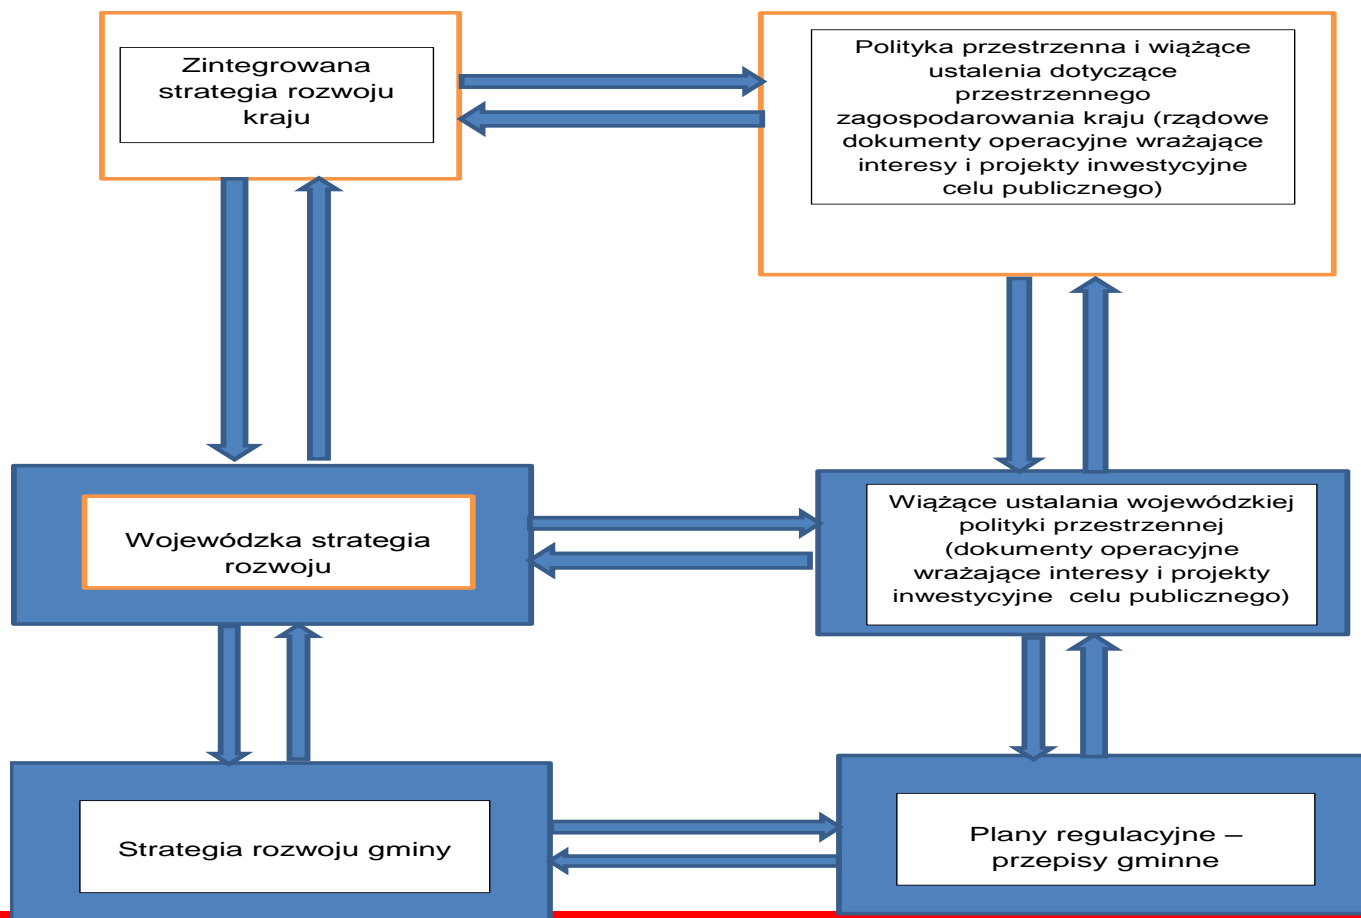 Zintegrowana
strategia rozwoju
kraju
Polityka przestrzenna i wiążące
ustalenia dotyczące
przestrzennego
zagospodarowania kraju (rządowe
dokumenty operacyjne wrażające
interesy i projekty inwestycyjne
celu publicznego)
Wojewódzka strategia
rozwoju
Wiążące ustalania wojewódzkiej
polityki przestrzennej
(dokumenty operacyjne
wrażające interesy i projekty
inwestycyjne celu publicznego)
Strategia rozwoju gminy
Plany regulacyjne –
przepisy gminne